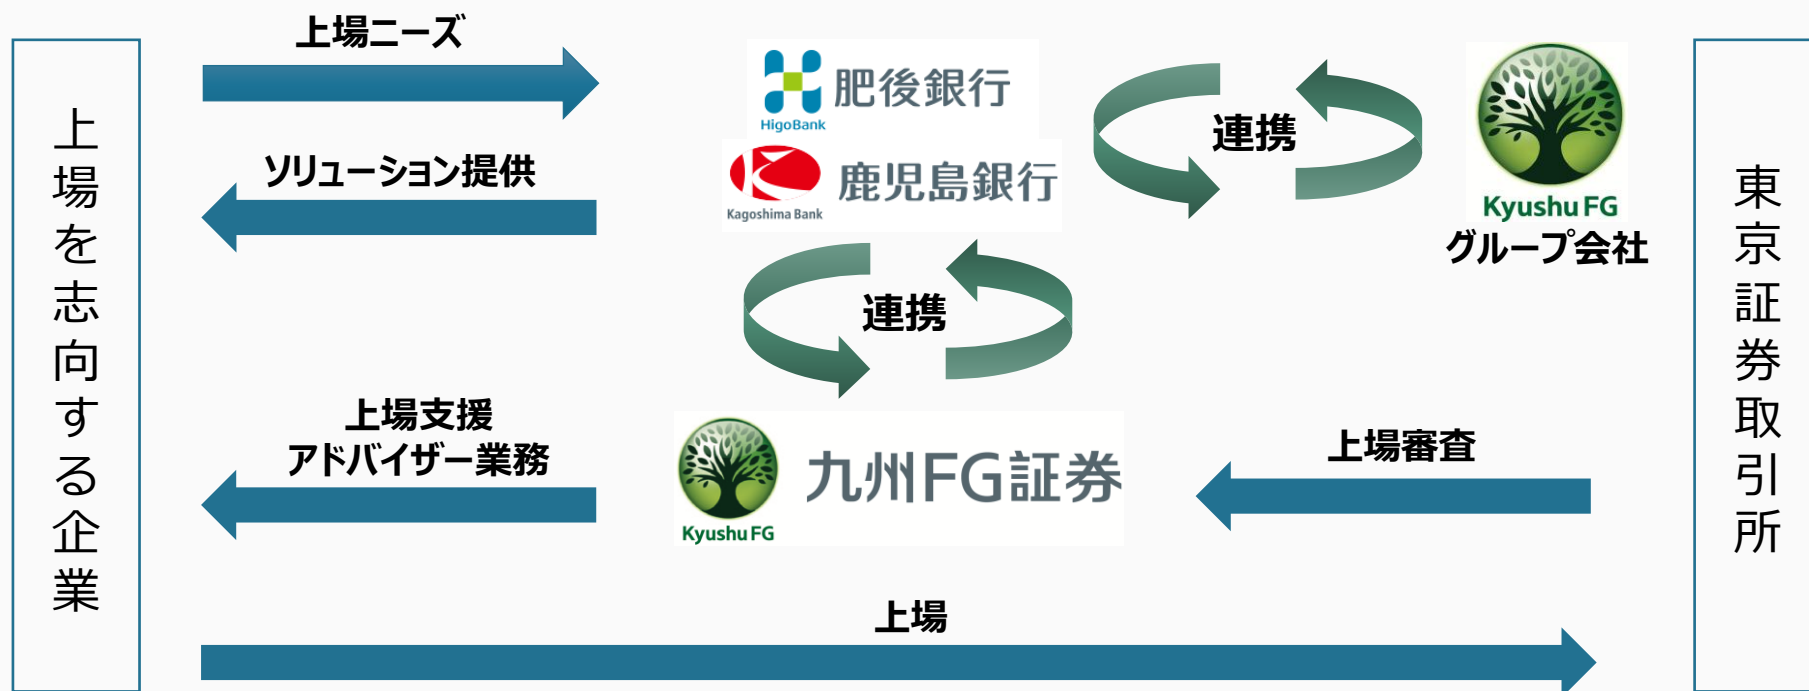 上場を志向する企業
上場ニーズ
ソリューション提供
HigoBank
肥後銀行
Kagoshima Bank
鹿児島銀行
連携
Kyushu FG
グループ会社
連携
上場支援
アドバイザー業務
Kyushu FG
九州FG証券
上場審査
上場
東京証券取引所